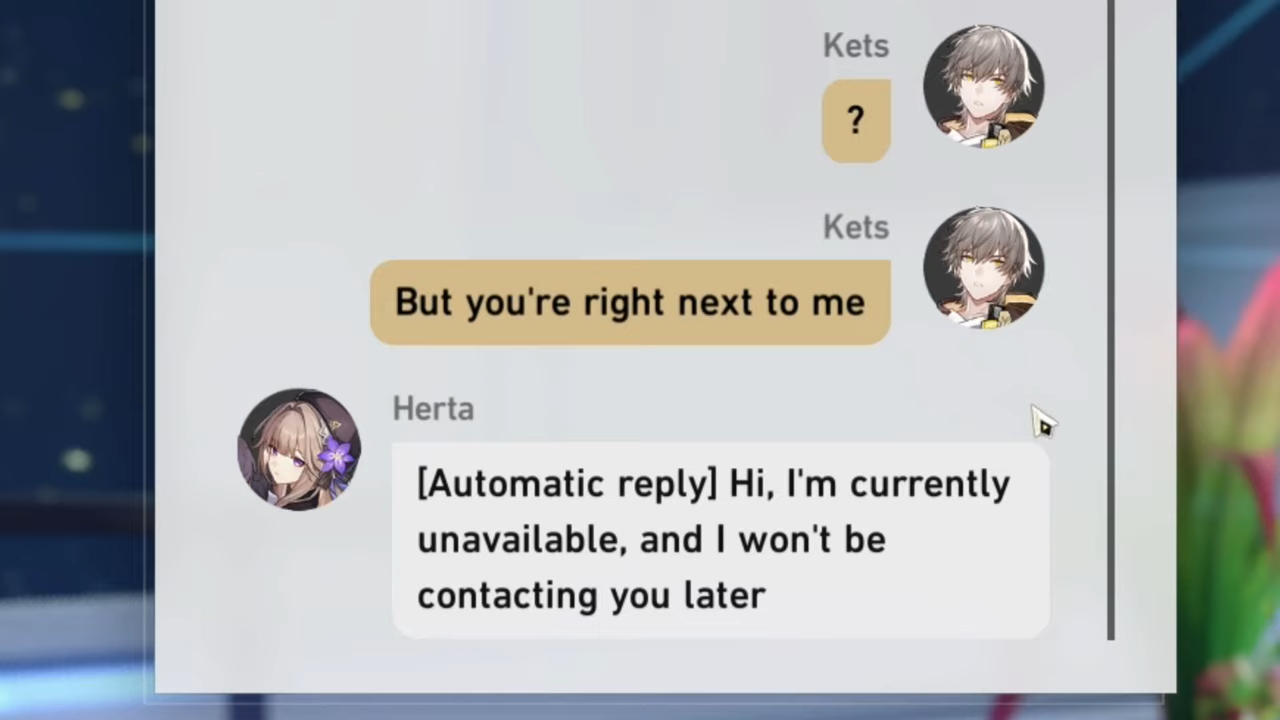 Kets
?
Kets
But you're right next to me
Herta
[Automatic reply] Hi, I'm currently
unavailable, and I won't be
contacting you later